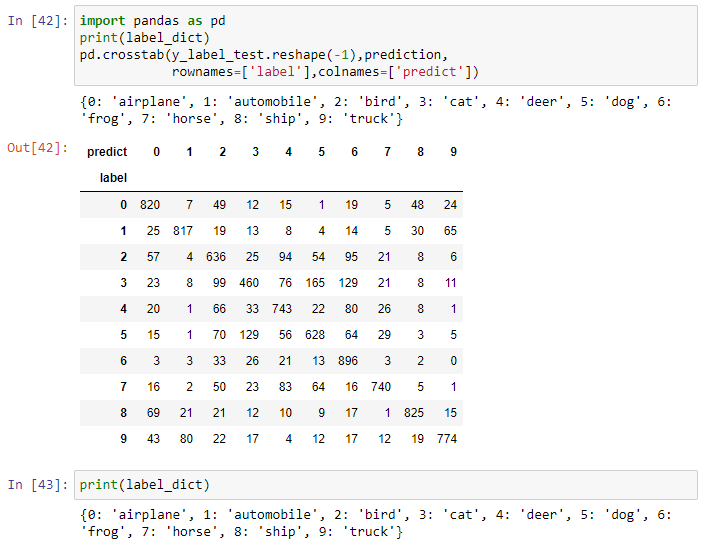 In [42]: import pandas as pd
print(label_dict)
pd.crosstab(y_label_test.reshape(-1),prediction,
rownames=['label'],colnames=['predict'])
{0: 'airplane', 1: 'automobile', 2: 'bird', 3: 'cat', 4: 'deer', 5: 'dog', 6:
'frog', 7: 'horse', 8: 'ship', 9: 'truck'}
Out[42]: predict 0 1 2 3 4 5 6 7 8 9
label
0 820 7 49 12 15 1 19 5 48 24
1 25 817 19 13 8 4 14 5 30 65
2 57 4 636 25 94 54 95 21 8 6
3 23 8 99 460 76 165 129 21 8 11
4 20 1 66 33 743 22 80 26 8 1
5 15 1 70 129 56 628 64 29 3 5
6 3 3 33 26 21 13 896 3 2 0
7 16 2 50 23 83 64 16 740 5 1
8 69 21 21 12 10 9 17 1 825 15
9 43 80 22 17 4 12 17 12 19 774
In [43]: print(label_dict)
{0: 'airplane', 1: 'automobile', 2: 'bird', 3: 'cat', 4: 'deer', 5: 'dog', 6:
'frog', 7: 'horse', 8: 'ship', 9: 'truck'}